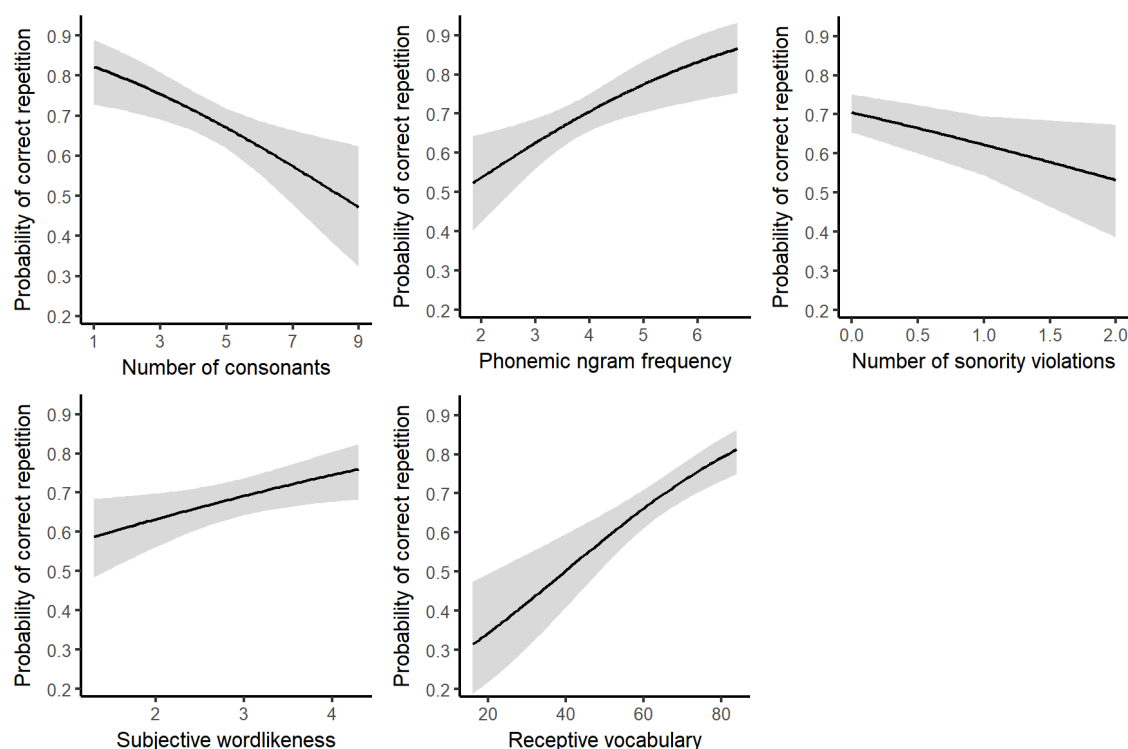 Probability of correct repetition
0.9
0.8
0.7
0.6
0.5
0.4
0.3
0.2
1 3 5 7 9
Number of consonants
Probability of correct repetition
0.9
0.8
0.7
0.6
0.5
0.4
0.3
0.2
2 3 4 5 6
Phonemic ngram frequency
Probability of correct repetition
0.9
0.8
0.7
0.6
0.5
0.4
0.3
0.2
0.0 0.5 1.0 1.5 2.0
Number of sonority violations
Probability of correct repetition
0.9
0.8
0.7
0.6
0.5
0.4
0.3
0.2
2 3 4
Subjective wordlikeness
Probability of correct repetition
0.9
0.8
0.7
0.6
0.5
0.4
0.3
0.2
20 40 60 80
Receptive vocabulary